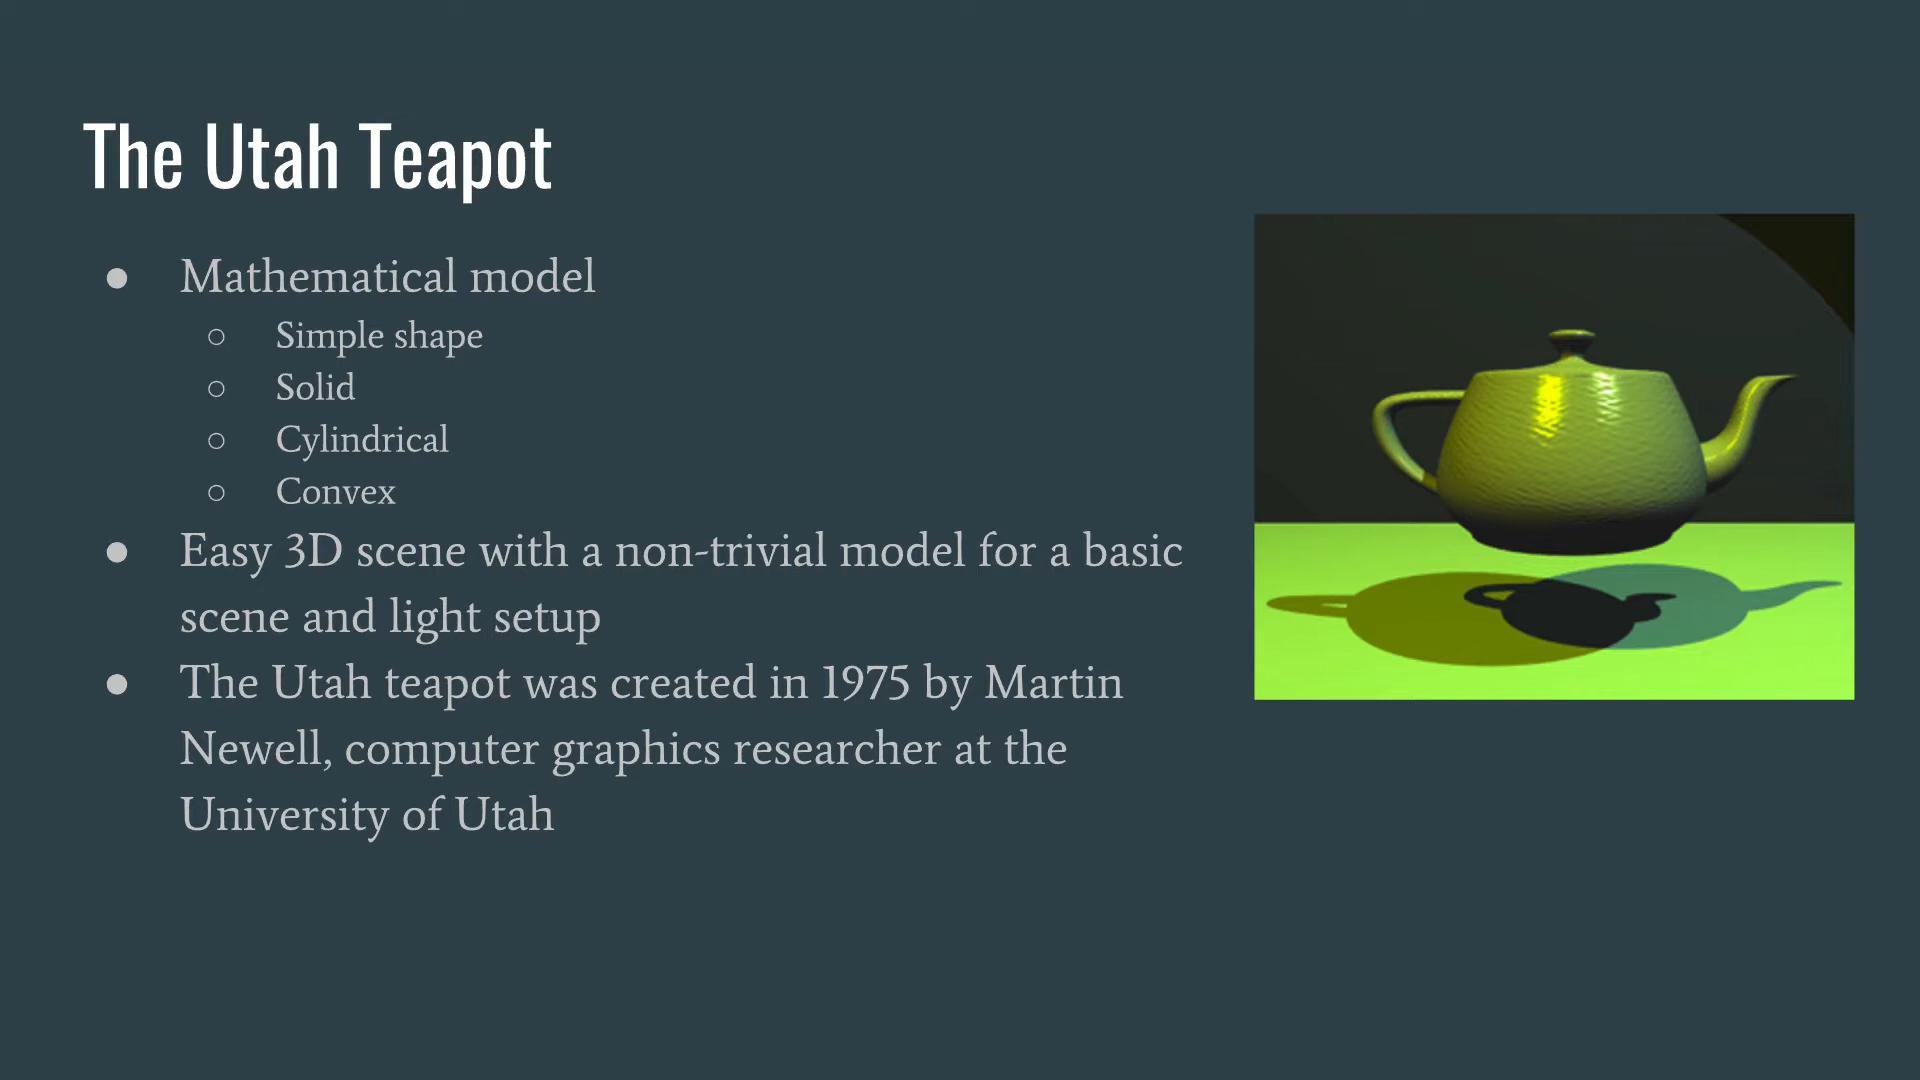 The Utah Teapot
● Mathematical model
○ Simple shape
○ Solid
○ Cylindrical
○ Convex
● Easy 3D scene with a non-trivial model for a basic
scene and light setup
● The Utah teapot was created in 1975 by Martin
Newell, computer graphics researcher at the
University of Utah